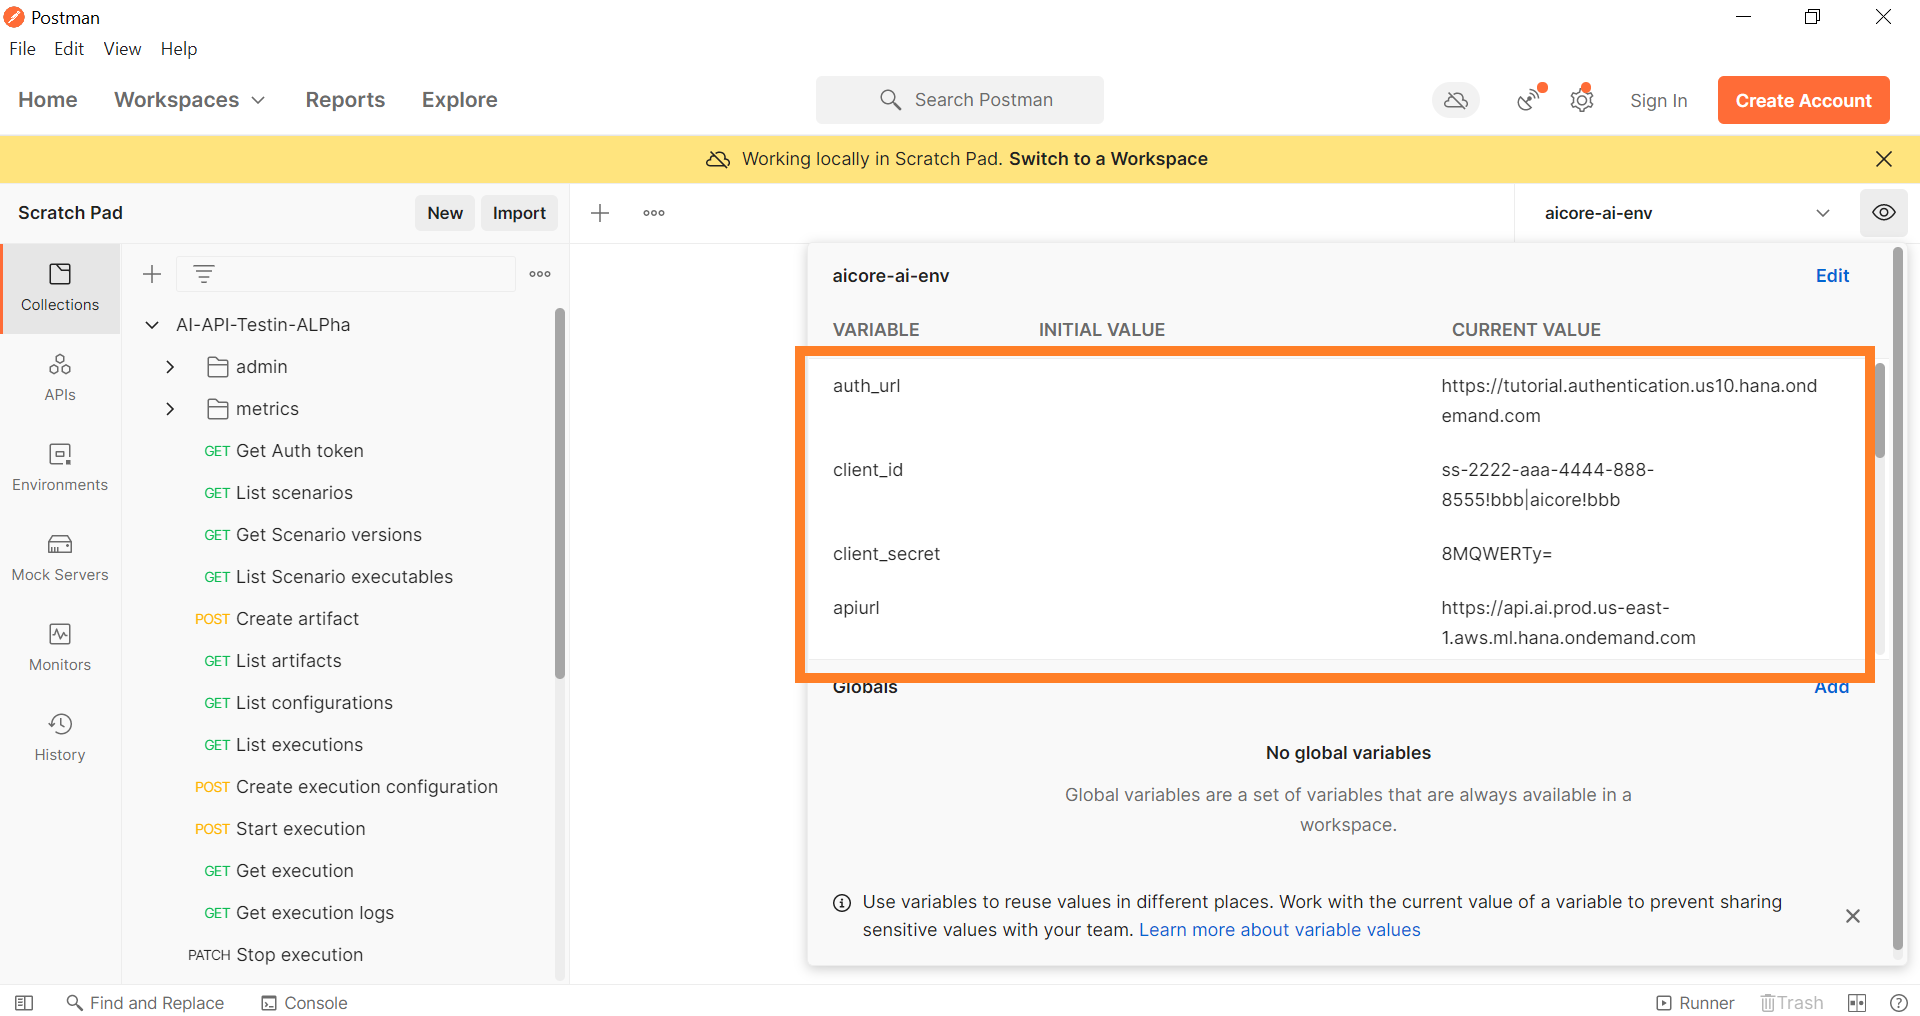 Postman
File Edit View Help
Home Workspaces Reports Explore
Search Postman
Sign In
Create Account
Working locally in Scratch Pad. Switch to a Workspace
Scratch Pad
New
Import
aicore-ai-env
Collections
APIs
Environments
Mock Servers
Monitors
History
AI-API-Testin-ALPha
admin
metrics
GET Get Auth token
GET List scenarios
GET Get Scenario versions
GET List Scenario executables
POST Create artifact
GET List artifacts
GET List configurations
GET List executions
POST Create execution configuration
POST Start execution
GET Get execution
GET Get execution logs
PATCH Stop execution
aicore-ai-env
Edit
VARIABLE INITIAL VALUE CURRENT VALUE
auth_url https://tutorial.authentication.us10.hana.ond
emand.com
client_id ss-2222-aaa-4444-888-
8555!bbb|aicore!bbb
client_secret 8MQWERTy=
apiurl https://api.ai.prod.us-east-
1.aws.ml.hana.ondemand.com
Globals
Add
No global variables
Global variables are a set of variables that are always available in a
workspace.
Use variables to reuse values in different places. Work with the current value of a variable to prevent sharing
sensitive values with your team. Learn more about variable values
Find and Replace
Console
Runner
Trash